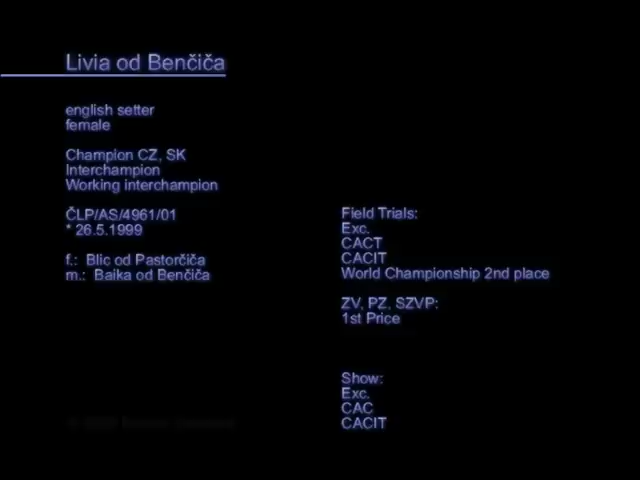 Livia od Benčiča
english setter
female
Champion CZ, SK
Interchampion
Working interchampion
ČLP/AS/4961/01
* 26.5.1999
f.: Blic od Pastorčiča
m.: Baika od Benčiča
Field Trials:
Exc.
CACT
CACIT
World Championship 2nd place
ZV, PZ, SZVP:
1st Price
Show:
Exc.
CAC
CACIT